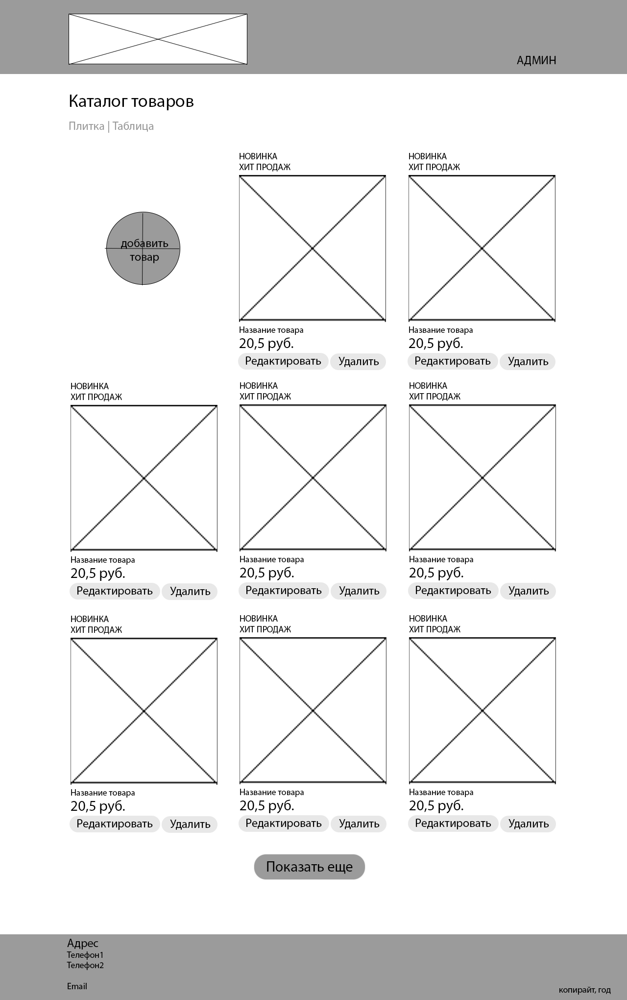 АДМИН
Каталог товаров
Плитка | Таблица
добавить
товар
НОВИНКА
ХИТ ПРОДАЖ
Название товара
20,5 руб.
Редактировать
Удалить
НОВИНКА
ХИТ ПРОДАЖ
Название товара
20,5 руб.
Редактировать
Удалить
НОВИНКА
ХИТ ПРОДАЖ
Название товара
20,5 руб.
Редактировать
Удалить
НОВИНКА
ХИТ ПРОДАЖ
Название товара
20,5 руб.
Редактировать
Удалить
НОВИНКА
ХИТ ПРОДАЖ
Название товара
20,5 руб.
Редактировать
Удалить
НОВИНКА
ХИТ ПРОДАЖ
Название товара
20,5 руб.
Редактировать
Удалить
НОВИНКА
ХИТ ПРОДАЖ
Название товара
20,5 руб.
Редактировать
Удалить
НОВИНКА
ХИТ ПРОДАЖ
Название товара
20,5 руб.
Редактировать
Удалить
Показать еще
Адрес
Телефон1
Телефон2
Email
копирайт, год